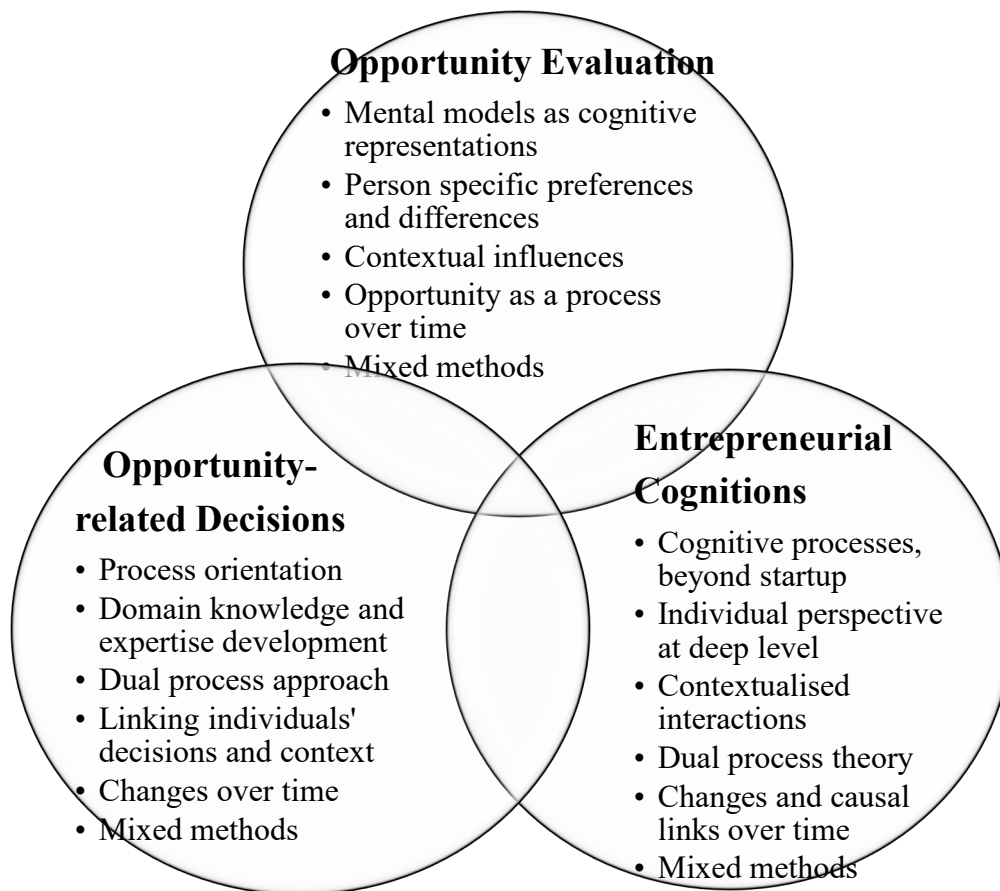 Opportunity Evaluation
• Mental models as cognitive
representations
• Person specific preferences
and differences
• Contextual influences
• Opportunity as a process
over time
• Mixed methods
Opportunity-
related Decisions
• Process orientation
• Domain knowledge and
expertise development
• Dual process approach
• Linking individuals'
decisions and context
• Changes over time
• Mixed methods
Entrepreneurial
Cognitions
• Cognitive processes,
beyond startup
• Individual perspective
at deep level
• Contextualised
interactions
• Dual process theory
• Changes and causal
links over time
• Mixed methods